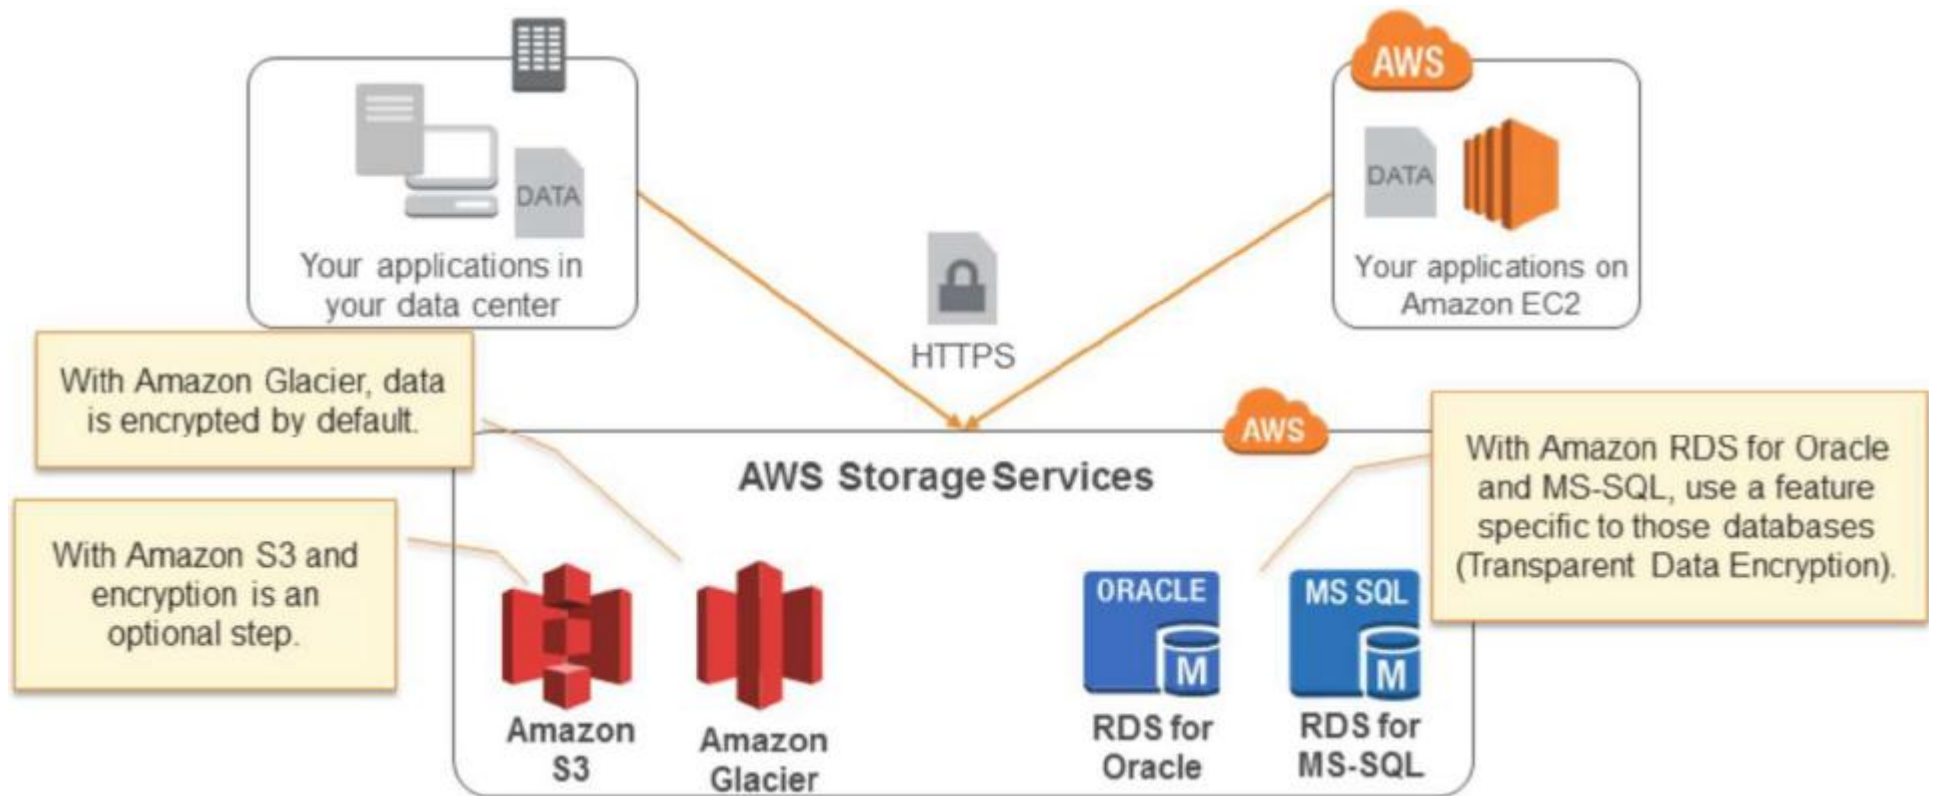 AWS
DATA
DATA
Your applications in
your data center
Your applications on
Amazon EC2
HTTPS
With Amazon Glacier, data
is encrypted by default.
With Amazon S3 and
encryption is an
optional step.
AWS
AWS Storage Services
With Amazon RDS for Oracle
and MS-SQL, use a feature
specific to those databases
(Transparent Data Encryption).
ORACLE
M
MS SQL
M
Amazon
S3
Amazon
Glacier
RDS for
Oracle
RDS for
MS-SQL